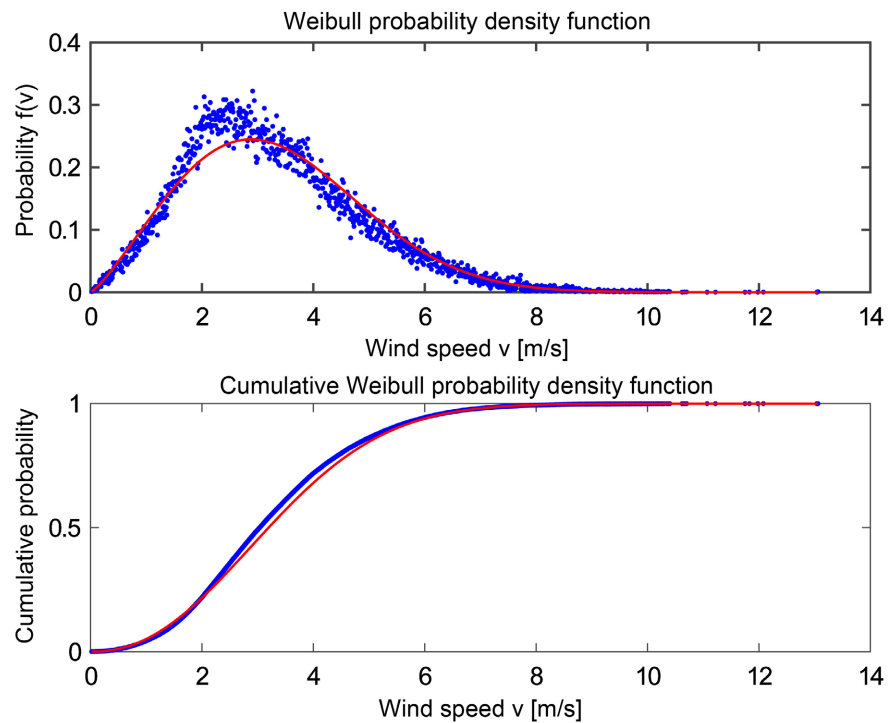 Weibull probability density function
0.4
0.3
0.2
0.1
0
Probability f(v)
0 2 4 6 8 10 12 14
Wind speed v [m/s]
Cumulative Weibull probability density function
1
0.5
0
Cumulative probability
0 2 4 6 8 10 12 14
Wind speed v [m/s]